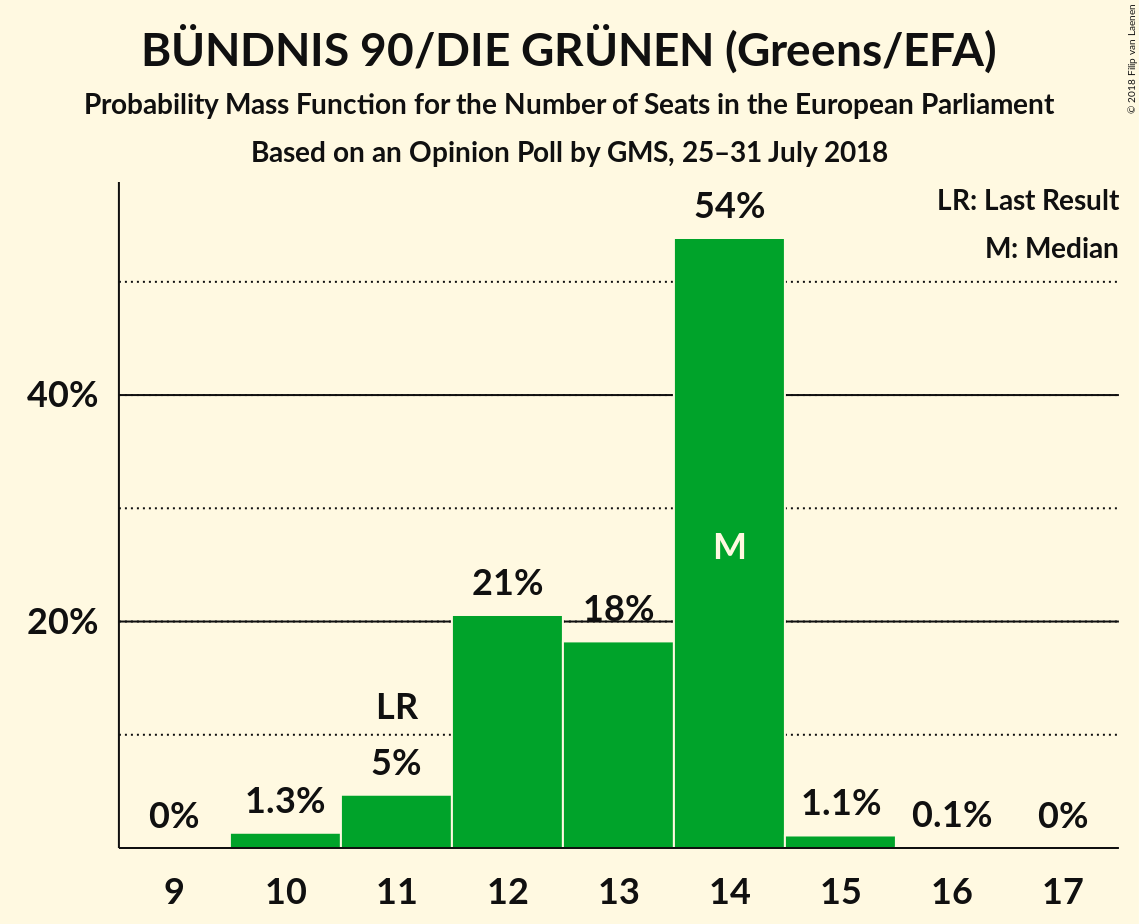 BÜNDNIS 90/DIE GRÜNEN (Greens/EFA)
Probability Mass Function for the Number of Seats in the European Parliament
Based on an Opinion Poll by GMS, 25–31 July 2018
© 2018 Filip van Laenen
LR: Last Result
M: Median
54%
40%
M
21%
18%
20%
LR
5%
0%
1.3%
1.1%
0.1%
0%
9 10 11 12 13 14 15 16 17